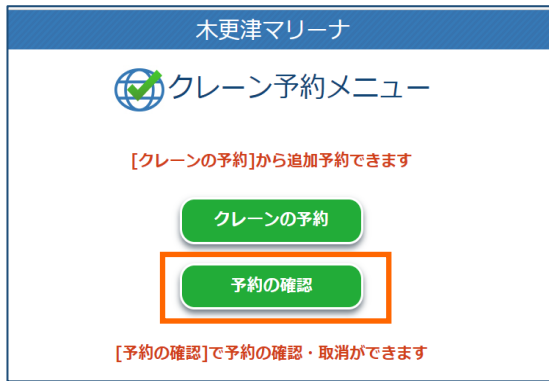 木更津マリーナ
クレーン予約メニュー
[クレーンの予約]から追加予約できます
クレーンの予約
予約の確認
[予約の確認]で予約の確認・取消ができます